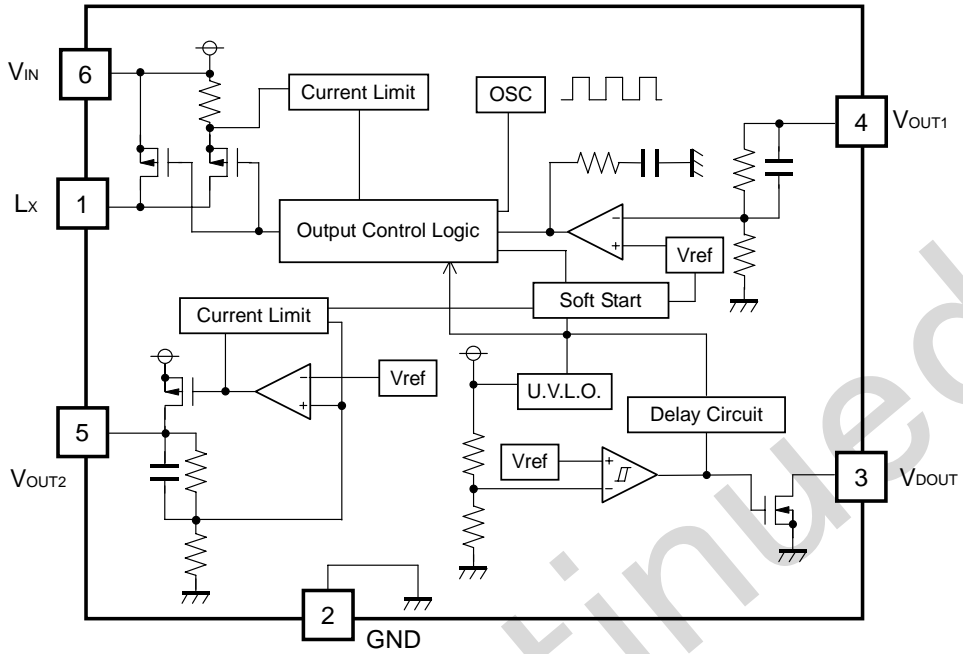 VIN
6
Current Limit
OSC
4
VOUT1
LX
1
Output Control Logic
-
+
Vref
Soft Start
Current Limit
-
+
Vref
U.V.L.O.
Delay Circuit
5
VOUT2
Vref
+
-
3
VDOUT
2
GND
tinued